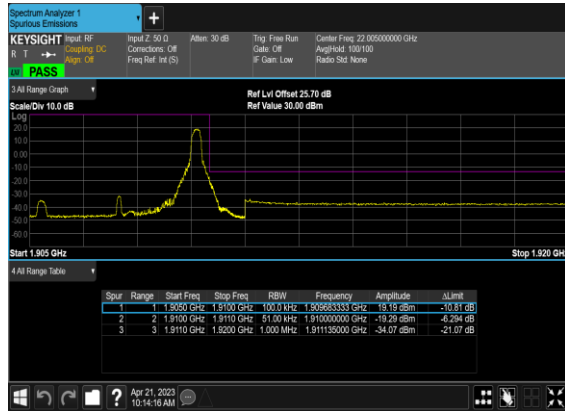 Spectrum Analyzer 1
Spurious Emissions
KEYSIGHT Input: RF Input Z: 50 Ω Atten: 30 dB Trig: Free Run Center Freq: 22.005000000 GHz
R T Coupling: DC Corrections: Off Gate: Off Avg|Hold: 100/100
Align: Off Freq Ref: Int (S) IF Gain: Low Radio Std: None
PASS
3 All Range Graph Ref Lvl Offset 25.70 dB
Scale/Div 10.0 dB Ref Value 30.00 dBm
Log
20.0
10.0
0.00
-10.0
-20.0
-30.0
-40.0
-50.0
-60.0
Start 1.905 GHz Stop 1.920 GH
4 All Range Table
Spur Range Start Freq Stop Freq RBW Frequency Amplitude ΔLimit
1 1 1.9050 GHz 1.9100 GHz 100.0 kHz 1.909683333 GHz 19.19 dBm -10.81 dB
2 2 1.9100 GHz 1.9110 GHz 51.00 kHz 1.910000000 GHz -19.29 dBm -6.294 dB
3 3 1.9110 GHz 1.9200 GHz 1.000 MHz 1.911135000 GHz -34.07 dBm -21.07 dB
Apr 21, 2023
10:14:16 AM